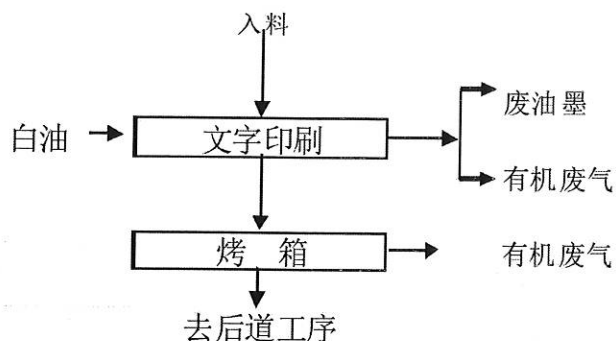 入料
废油墨
白油
文字印刷
有机废气
烤 箱
有机废气
去后道工序